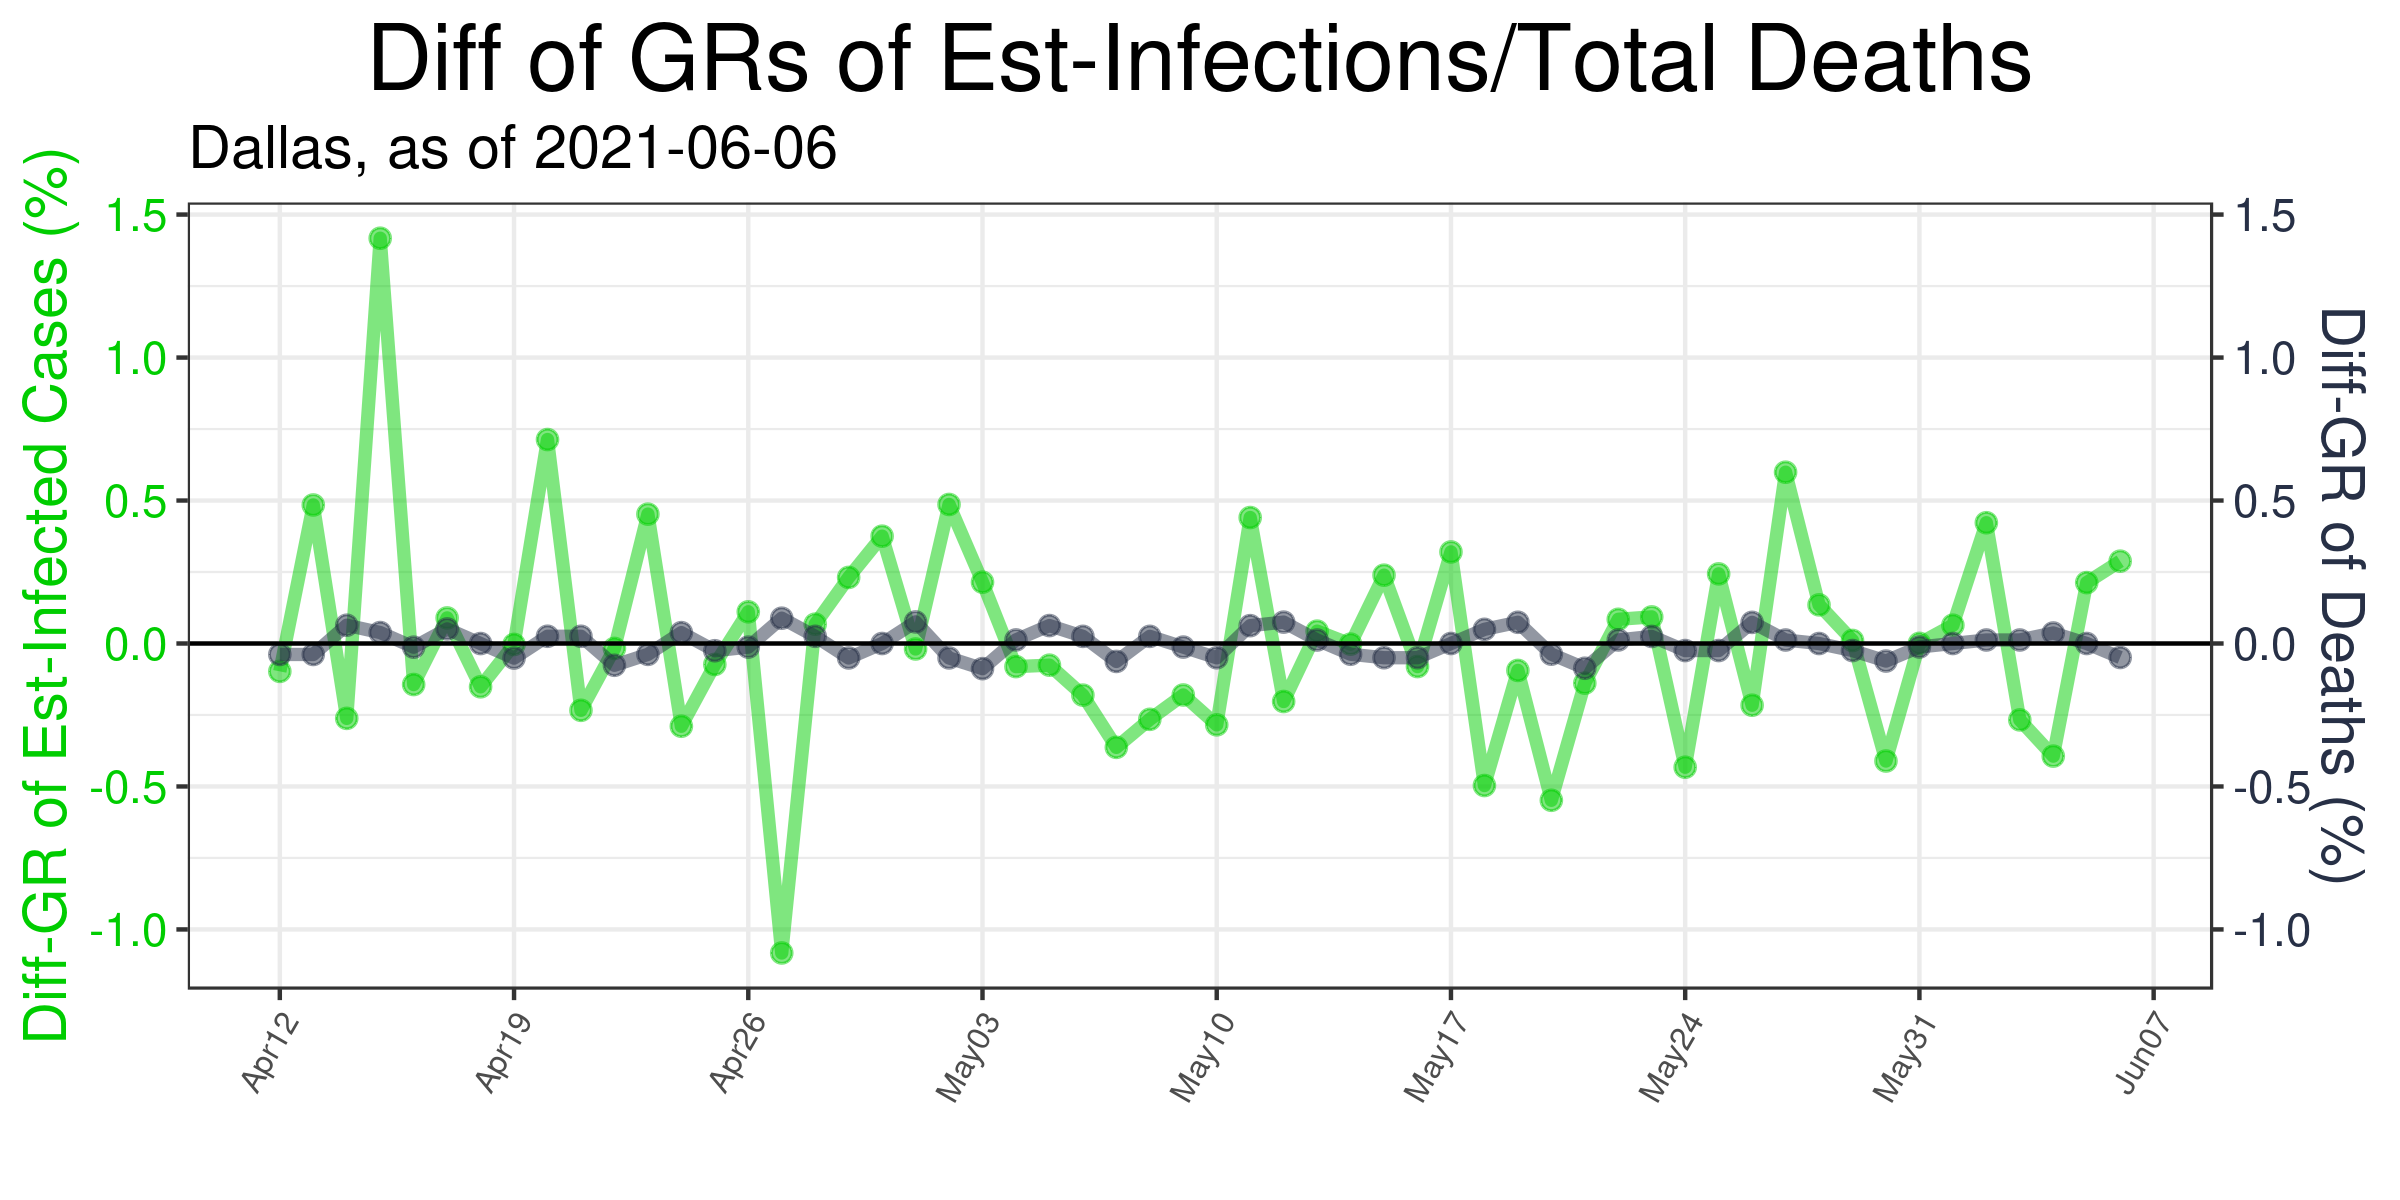 Diff of GRs of Est-Infections/Total Deaths
Dallas, as of 2021-06-06
Diff-GR of Est-Infected Cases (%)
1.5
1.0
0.5
0.0
-0.5
-1.0
1.5
1.0
0.5
0.0
-0.5
-1.0
Diff-GR of Deaths (%)
Apr12
Apr19
Apr26
May03
May10
May17
May24
May31
Jun07